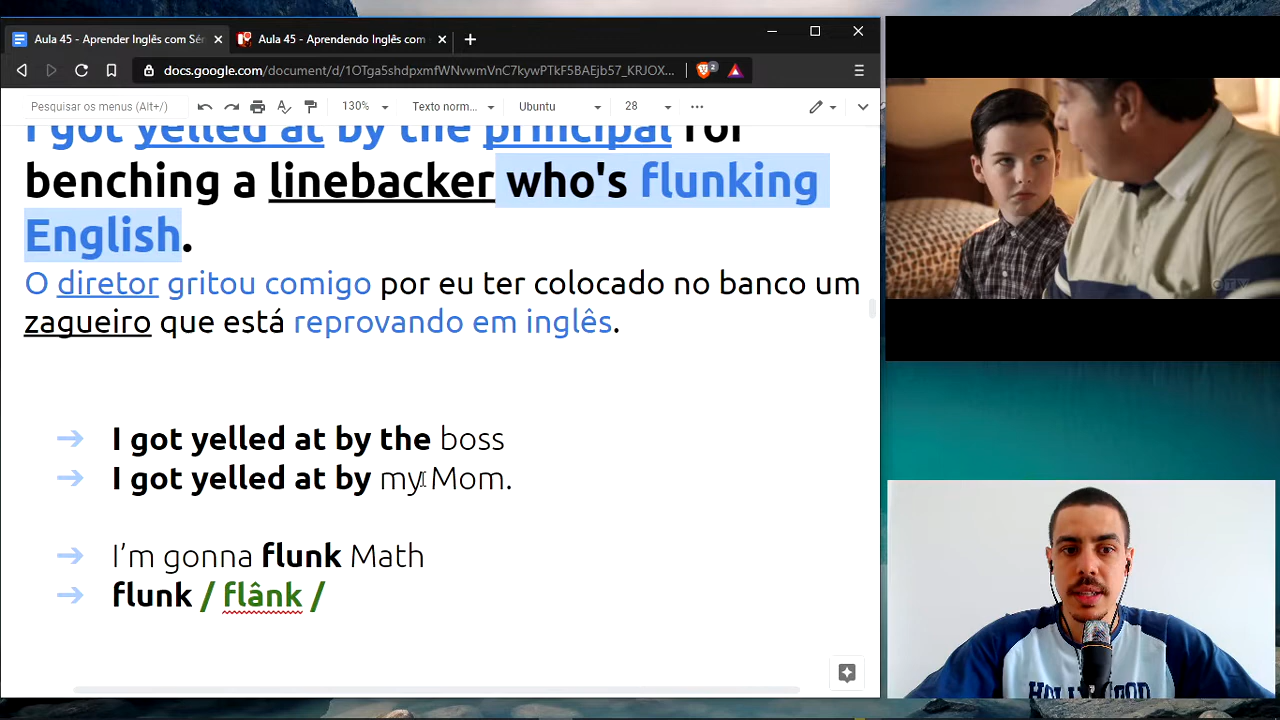 Aula 45 - Aprender Inglês com Sér
Aula 45 - Aprendendo Inglês com
docs.google.com/document/d/1OTga5shdpxmfWNvwmVnC7kywPTkF5BAEjb57_KRJOX...
2
Pesquisar os menus (Alt+/)
130%
Texto norm...
Ubuntu
28
I got yelled at by the principal for
benching a linebacker who's flunking
English.
O diretor gritou comigo por eu ter colocado no banco um
zagueiro que está reprovando em inglês.
➔ I got yelled at by the boss
➔ I got yelled at by my Mom.
➔ I’m gonna flunk Math
➔ flunk / flânk /
HOLLYWOOD